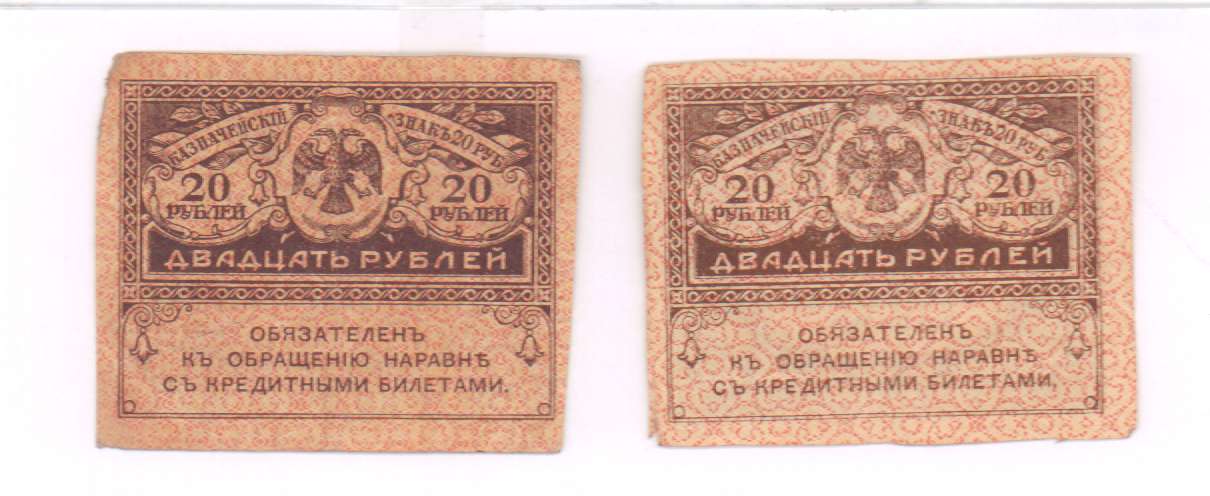 КАЗНАЧЕЙСКІЙ ЗНАКЪ 20 РУБ
20 РУБЛЕЙ 20 РУБЛЕЙ
ДВАДЦАТЬ РУБЛЕЙ
ОБЯЗАТЕЛЕНЪ
КЪ ОБРАЩЕНІЮ НАРАВНѢ
СЪ КРЕДИТНЫМИ БИЛЕТАМИ.
КАЗНАЧЕЙСКІЙ ЗНАКЪ 20 РУБ
20 РУБЛЕЙ 20 РУБЛЕЙ
ДВАДЦАТЬ РУБЛЕЙ
ОБЯЗАТЕЛЕНЪ
КЪ ОБРАЩЕНІЮ НАРАВНѢ
СЪ КРЕДИТНЫМИ БИЛЕТАМИ.